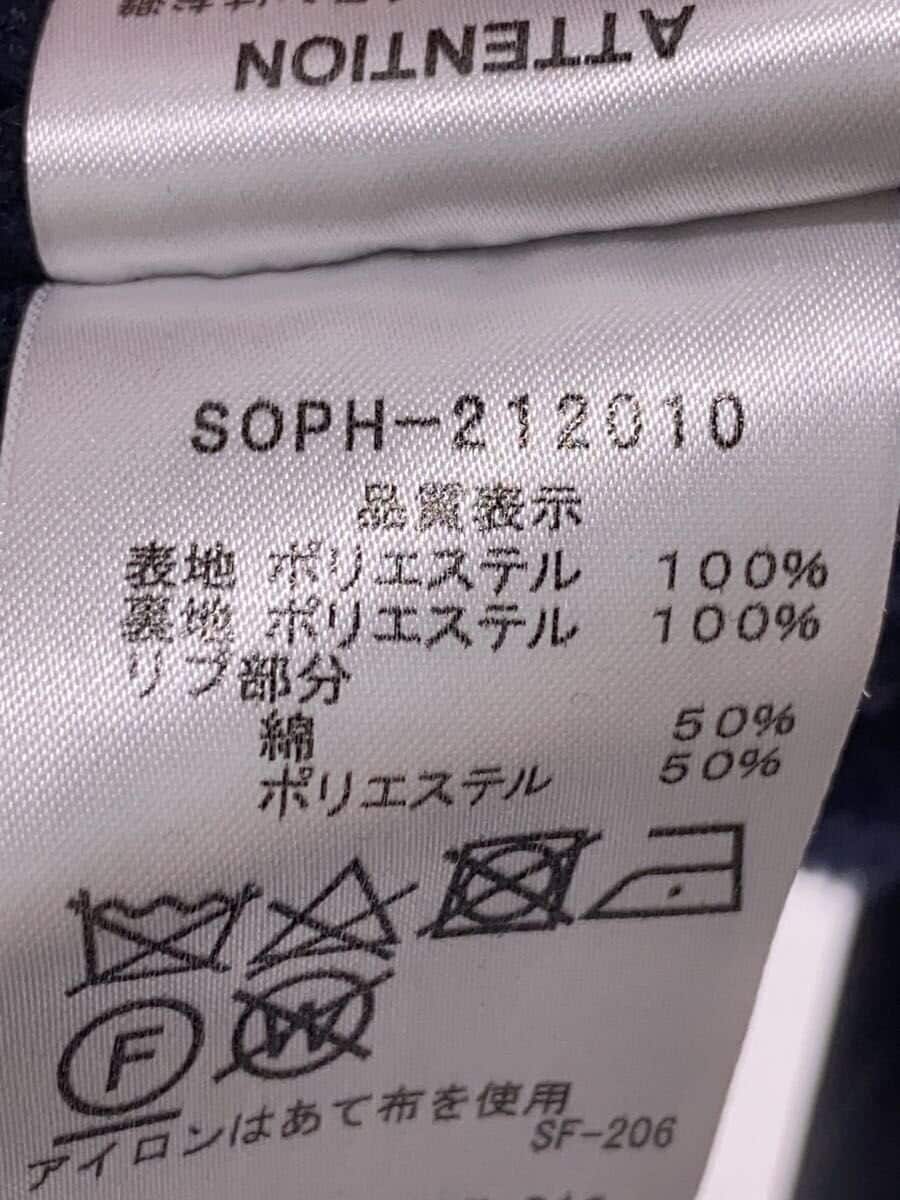 ATTENTION
SOPH-212010
品質表示
表地 ポリエステル 100%
裏地 ポリエステル 100%
リブ部分
綿 50%
ポリエステル 50%
F
W
アイロンはあて布を使用
SF-206